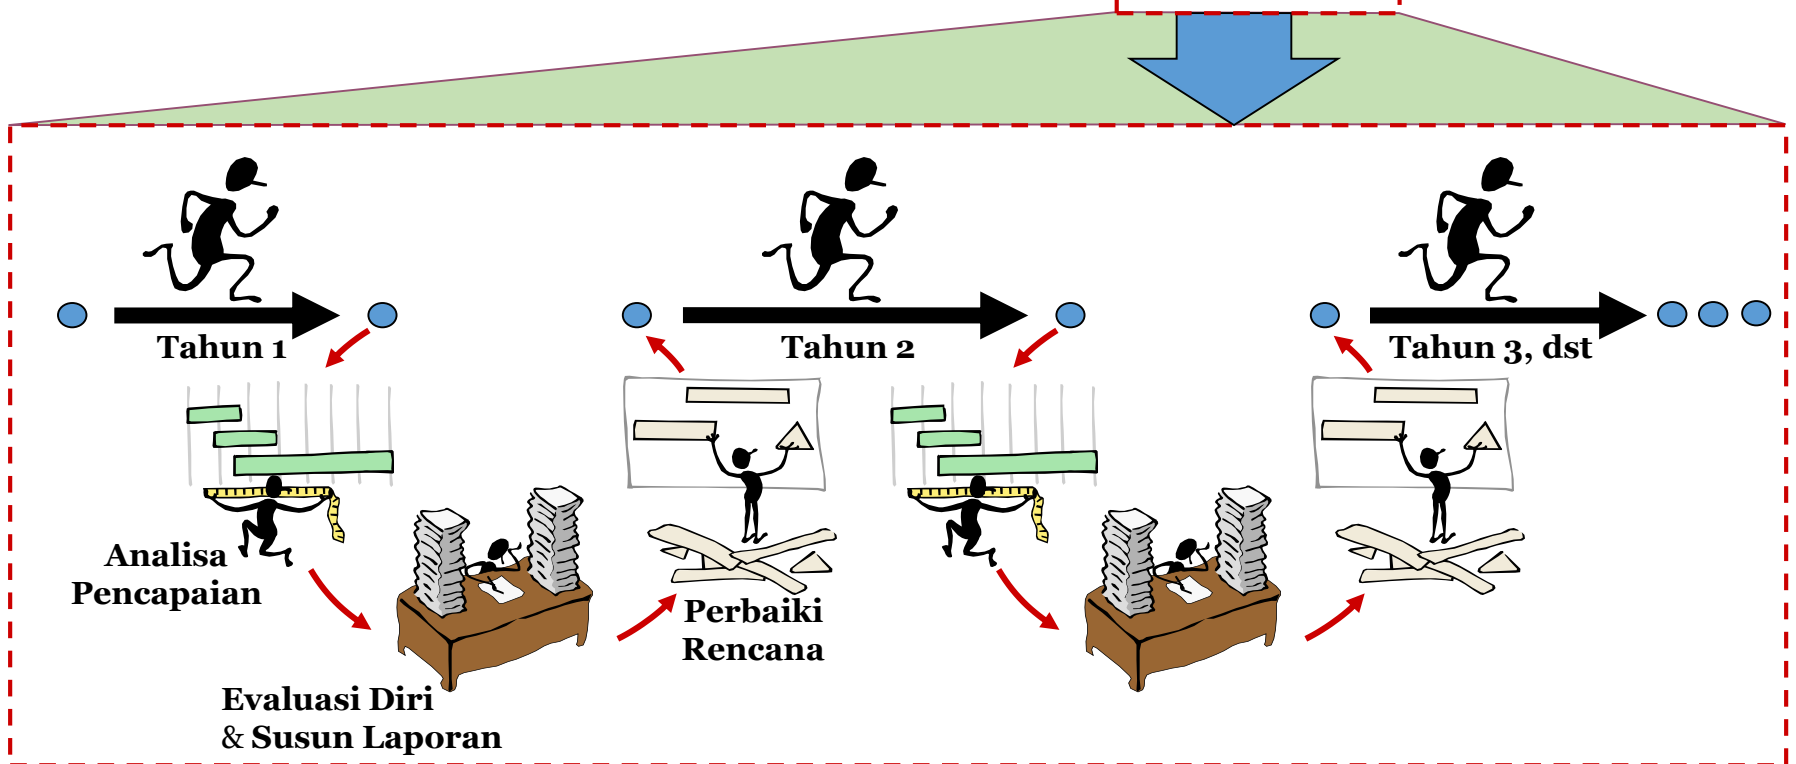 Tahun 1
Tahun 2
Tahun 3, dst
Analisa
Pencapaian
Perbaiki
Rencana
Evaluasi Diri
& Susun Laporan